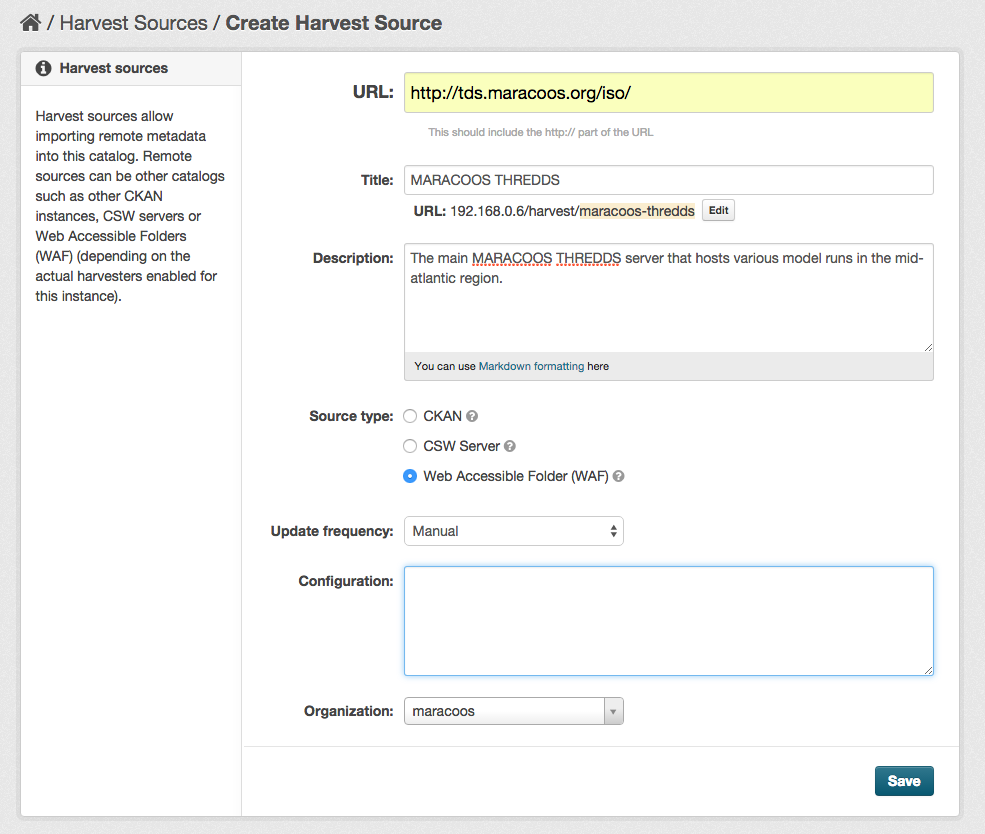 / Harvest Sources / Create Harvest Source
Harvest sources
Harvest sources allow
importing remote metadata
into this catalog. Remote
sources can be other catalogs
such as other CKAN
instances, CSW servers or
Web Accessible Folders
(WAF) (depending on the
actual harvesters enabled for
this instance).
URL: http://tds.maracoos.org/iso/
This should include the http:// part of the URL
Title: MARACOOS THREDDS
URL: 192.168.0.6/harvest/maracoos-thredds Edit
Description: The main MARACOOS THREDDS server that hosts various model runs in the mid-
atlantic region.
You can use Markdown formatting here
Source type: CKAN ?
CSW Server ?
Web Accessible Folder (WAF) ?
Update frequency: Manual
Configuration:
Organization: maracoos
Save